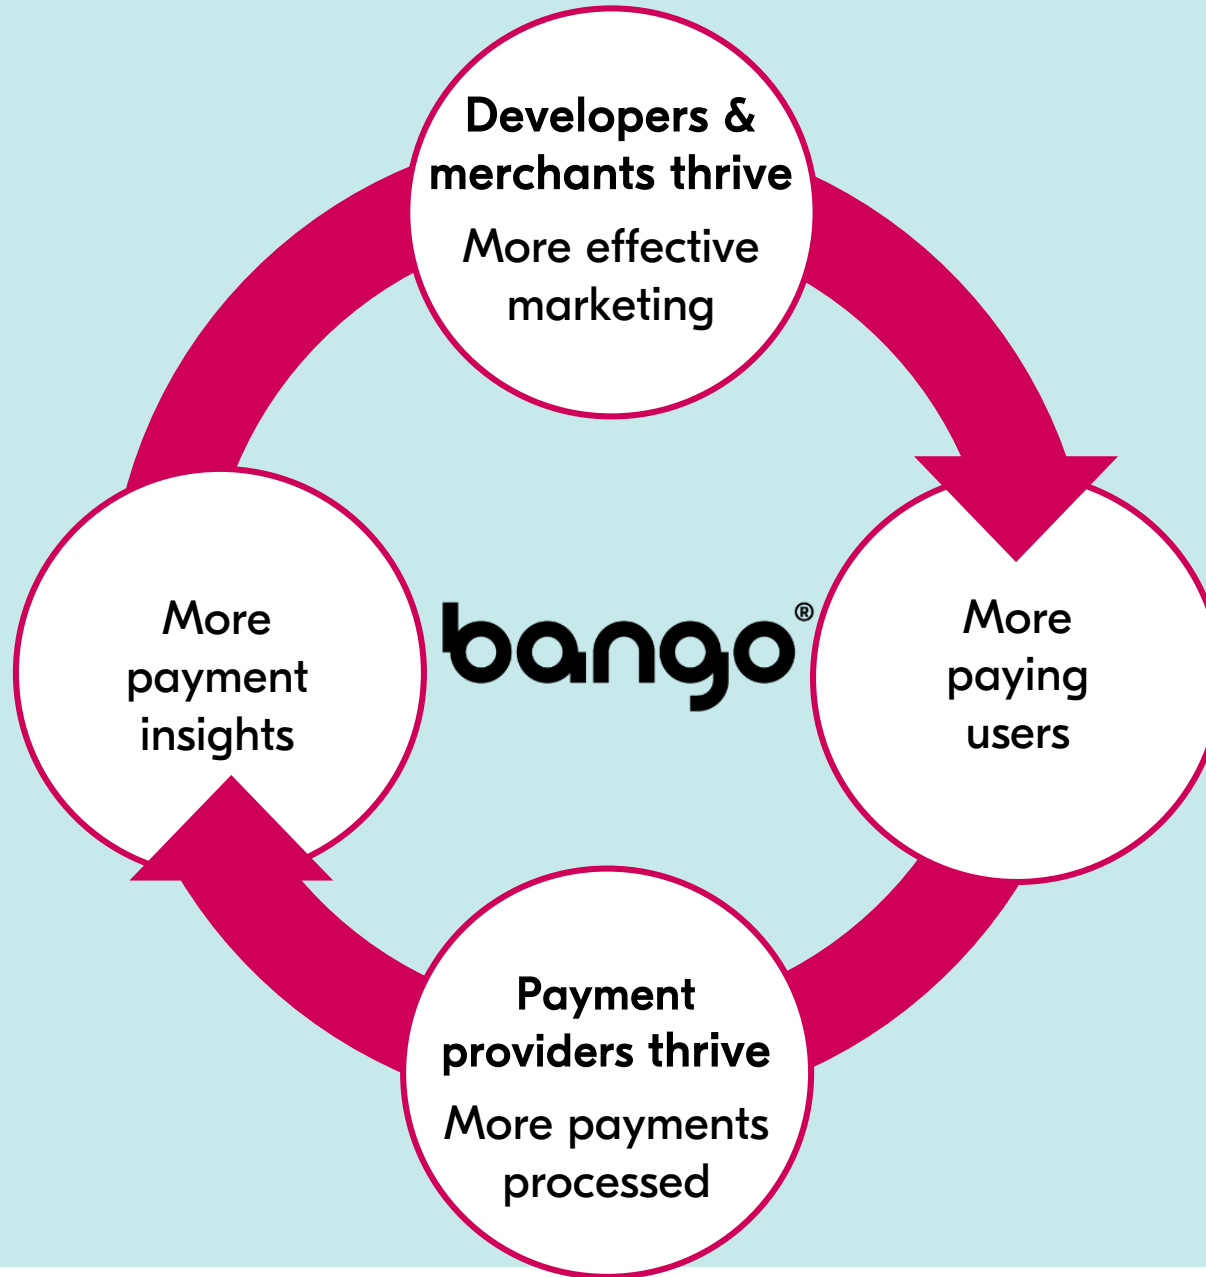 Developers &
merchants thrive
More effective
marketing
More
payment
insights
bango®
More
paying
users
Payment
providers thrive
More payments
processed